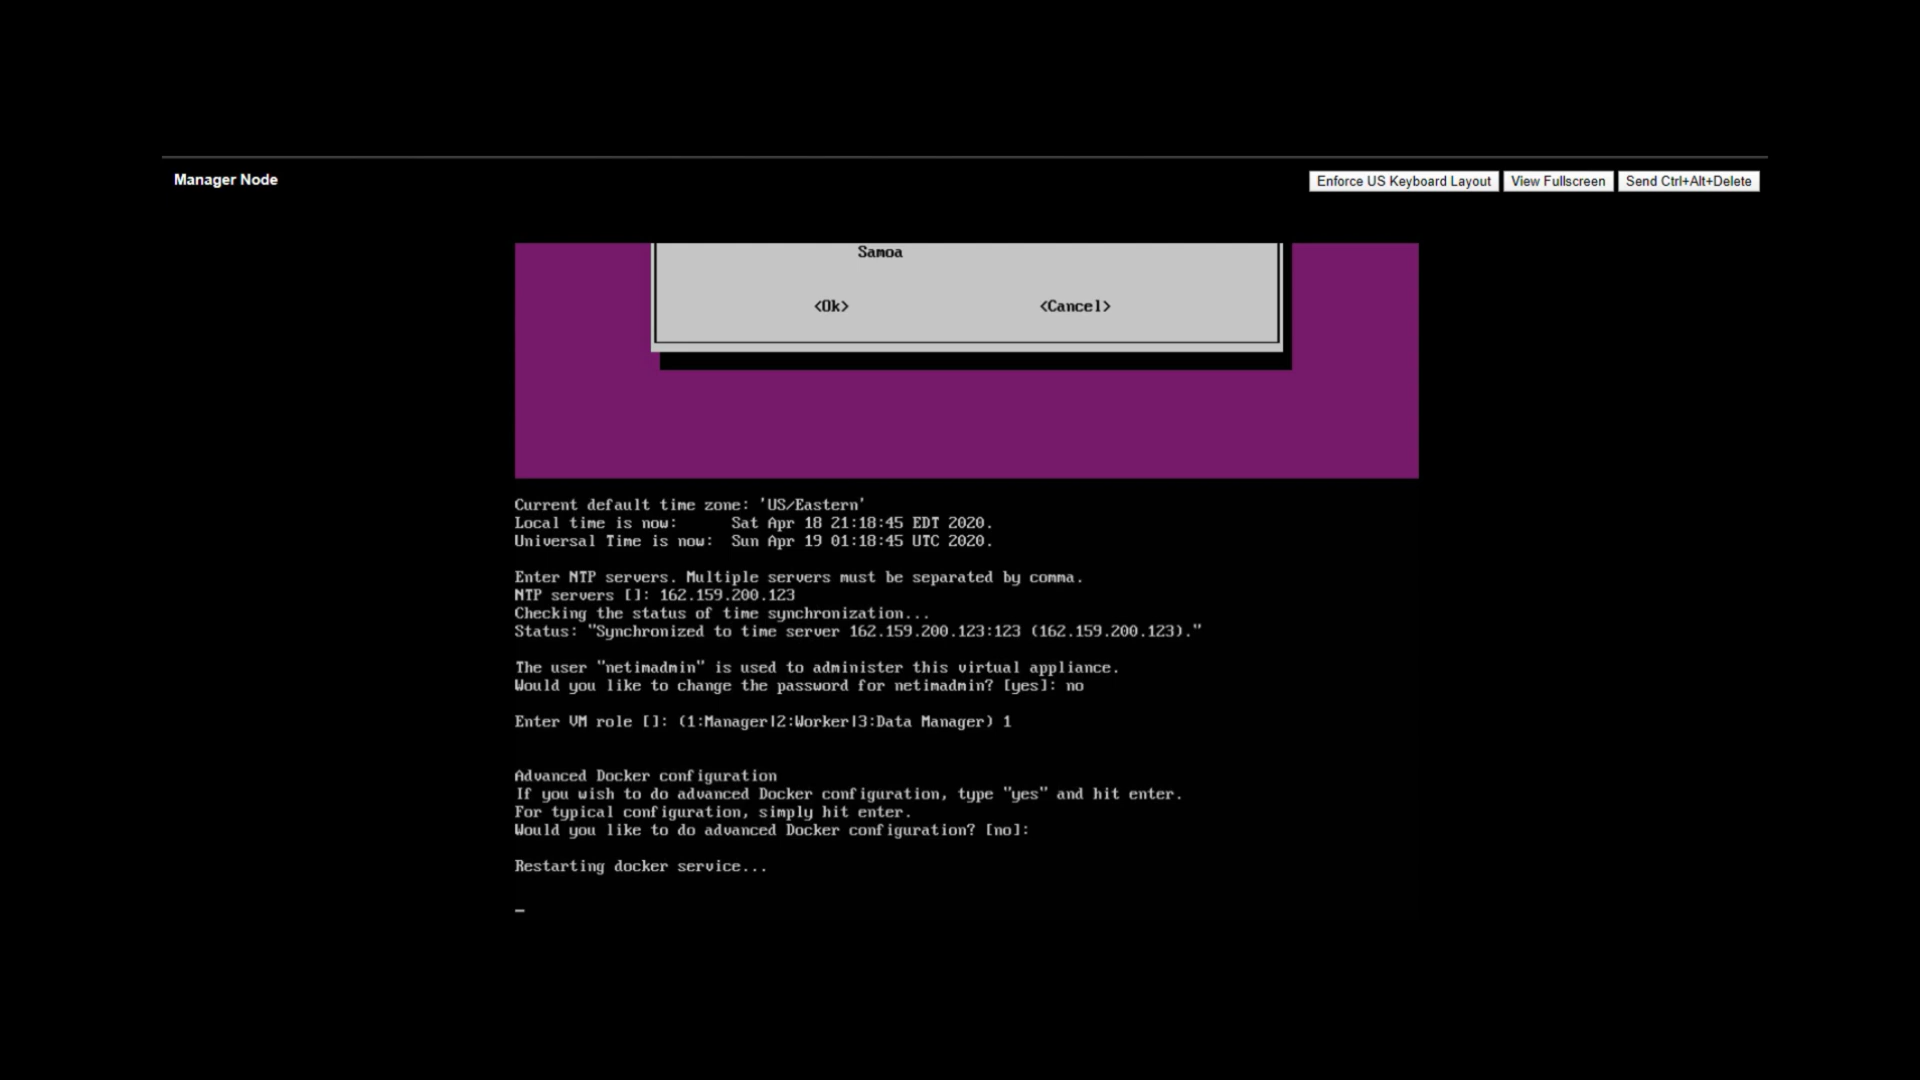 Manager Node
Enforce US Keyboard Layout View Fullscreen Send Ctrl+Alt+Delete
Samoa
<Ok> <Cancel>
Current default time zone: 'US/Eastern'
Local time is now:      Sat Apr 18 21:18:45 EDT 2020.
Universal Time is now:  Sun Apr 19 01:18:45 UTC 2020.
Enter NTP servers. Multiple servers must be separated by comma.
NTP servers []: 162.159.200.123
Checking the status of time synchronization...
Status: "Synchronized to time server 162.159.200.123:123 (162.159.200.123)."
The user "netimadmin" is used to administer this virtual appliance.
Would you like to change the password for netimadmin? [yes]: no
Enter VM role []: (1:Manager|2:Worker|3:Data Manager) 1
Advanced Docker configuration
If you wish to do advanced Docker configuration, type "yes" and hit enter.
For typical configuration, simply hit enter.
Would you like to do advanced Docker configuration? [no]:
Restarting docker service...